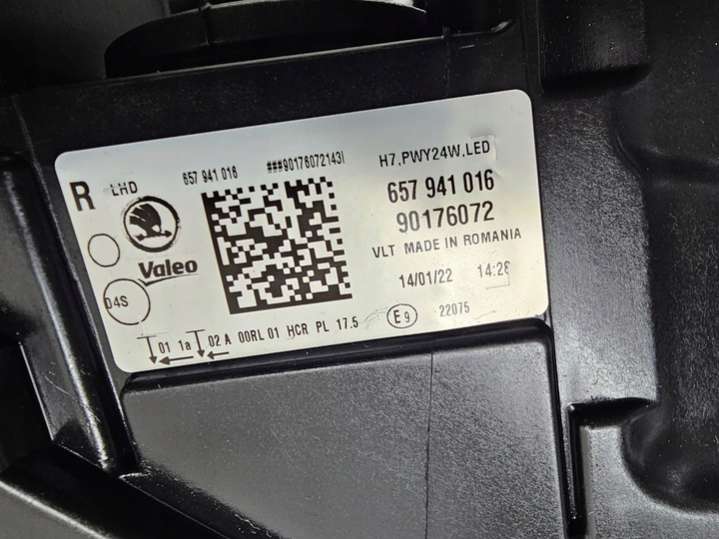 R LHD 657 941 016 ###90176072143I H7.PWY24W.LED
657 941 016
90176072
Valeo
VLT MADE IN ROMANIA
04S
14/01/22 14:28
01 1a 02 A 00RL 01 HCR PL 17.5 E9 22075